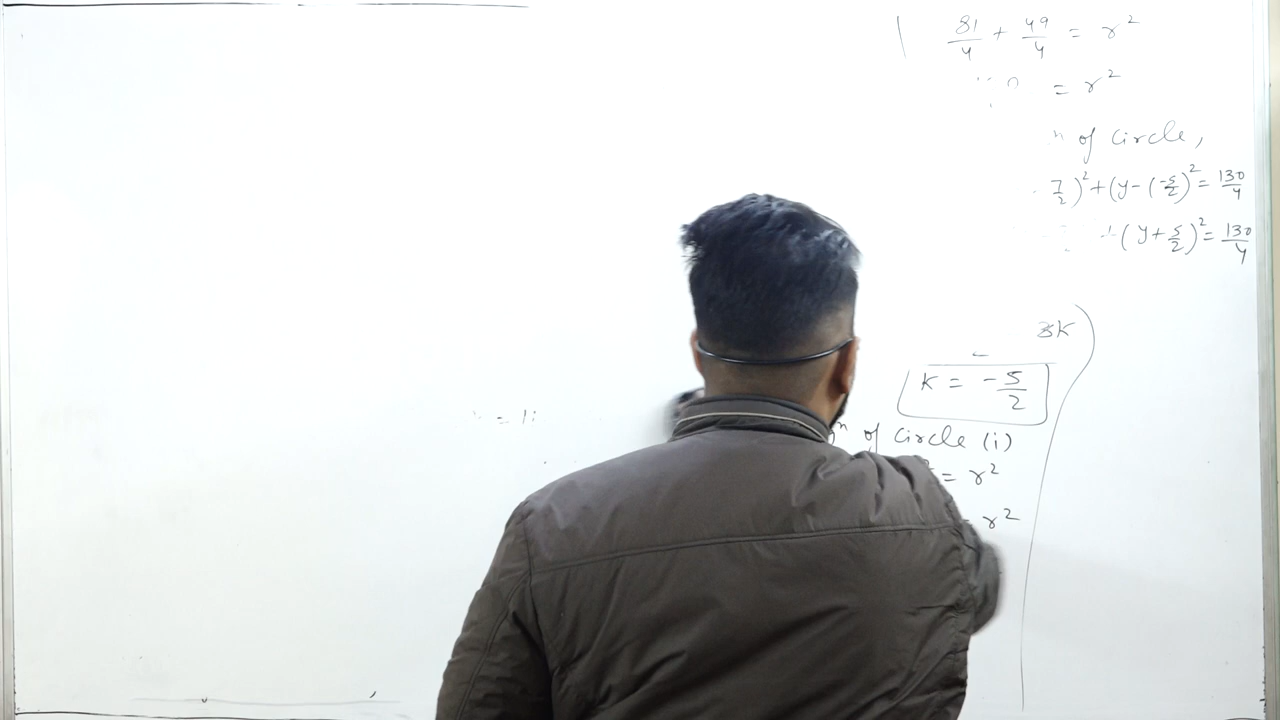 81/4 + 49/4 = r²
= r²
of circle,
7/2)² + (y-(-5/2)² = 130/4
(y+5/2)² = 130/4
3K
K = -5/2
of circle (i)
² = r²
r²